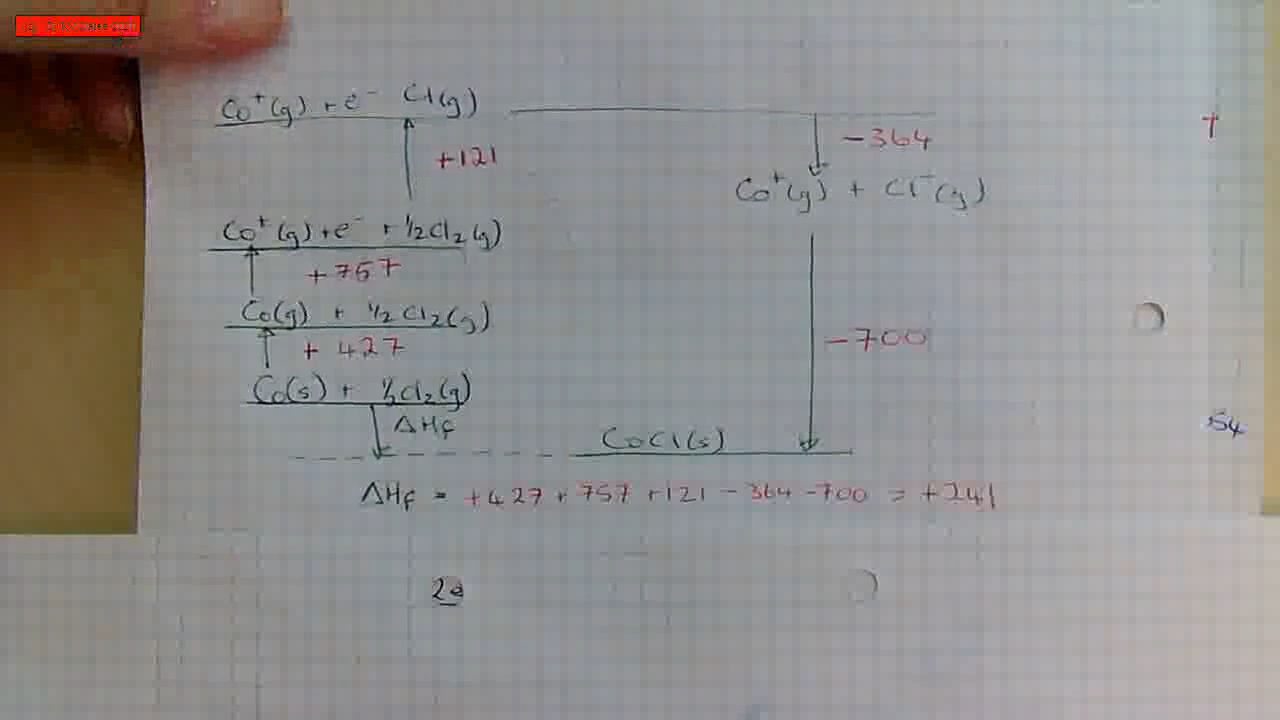 Co⁺(g) + e⁻ Cl(g)
+121
-364
Co⁺(g) + Cl⁻(g)
Co⁺(g) + e⁻ + ½Cl₂(g)
+757
Co(g) + ½Cl₂(g)
+ 427
-700
Co(s) + ½Cl₂(g)
ΔHf
CoCl(s)
ΔHf = +427 + 757 + 121 - 364 - 700 = +241
54